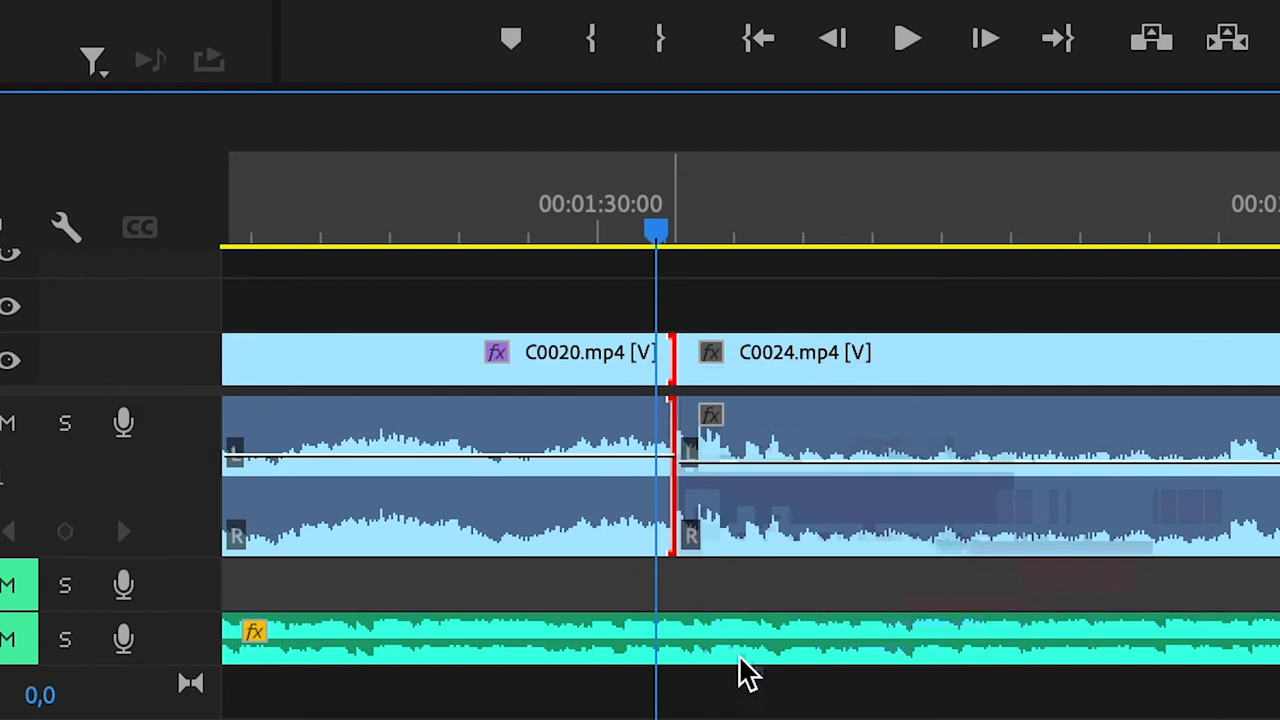 00:01:30:00
00:0
CC
fx C0020.mp4 [V]
fx C0024.mp4 [V]
M S
fx
L
L
R
R
M S
M S
fx
0,0